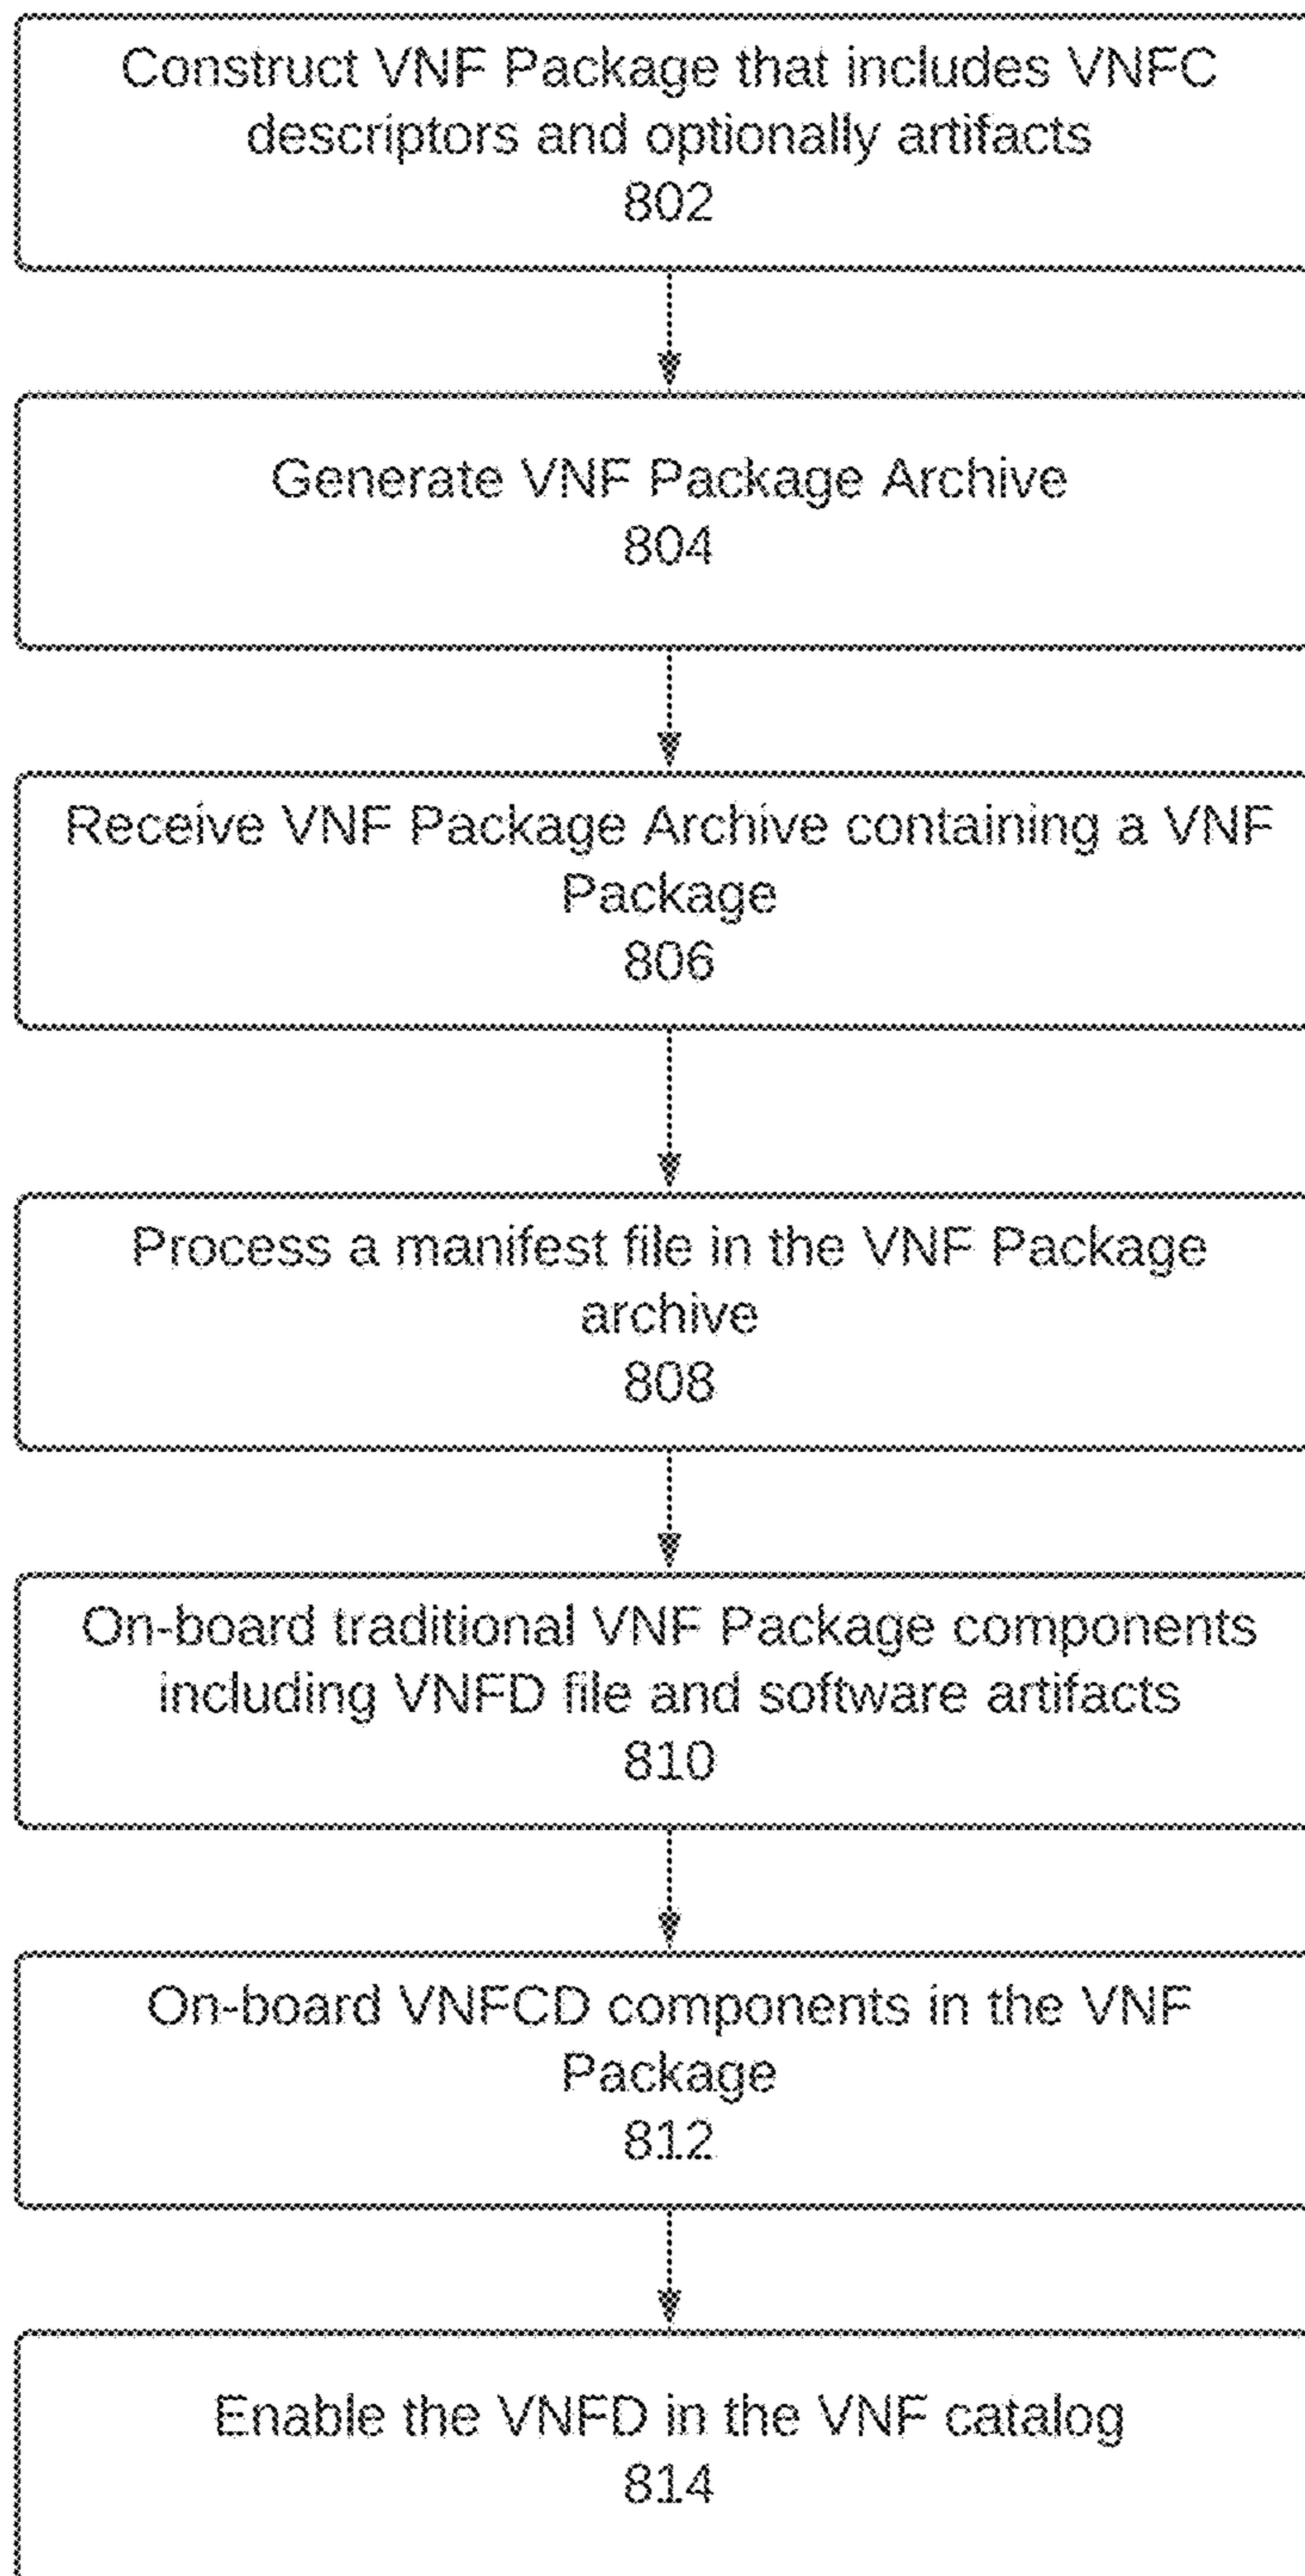 Construct VNF Package that includes VNFC
descriptors and optionally artifacts
802
Generate VNF Package Archive
804
Receive VNF Package Archive containing a VNF
Package
806
Process a manifest file in the VNF Package
archive
808
On-board traditional VNF Package components
including VNFD file and software artifacts
810
On-board VNFCD components in the VNF
Package
812
Enable the VNFD in the VNF catalog
814